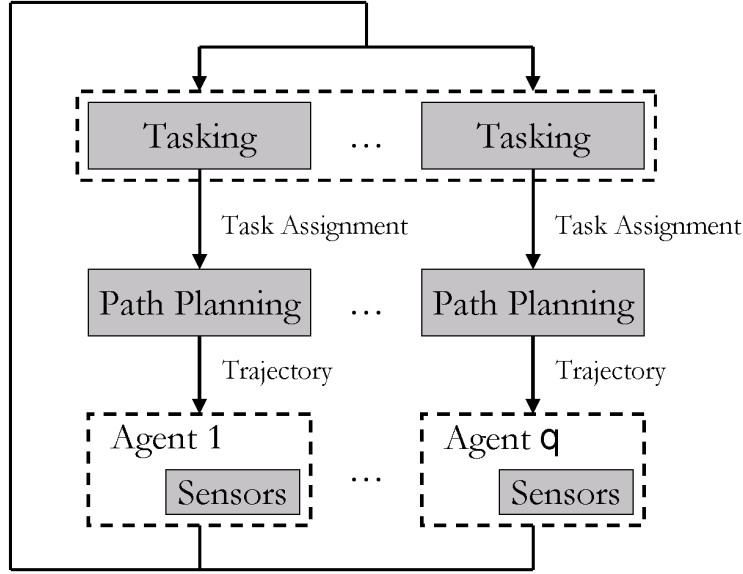 Tasking ... Tasking
Task Assignment Task Assignment
Path Planning ... Path Planning
Trajectory Trajectory
Agent 1 Agent q
...
Sensors Sensors